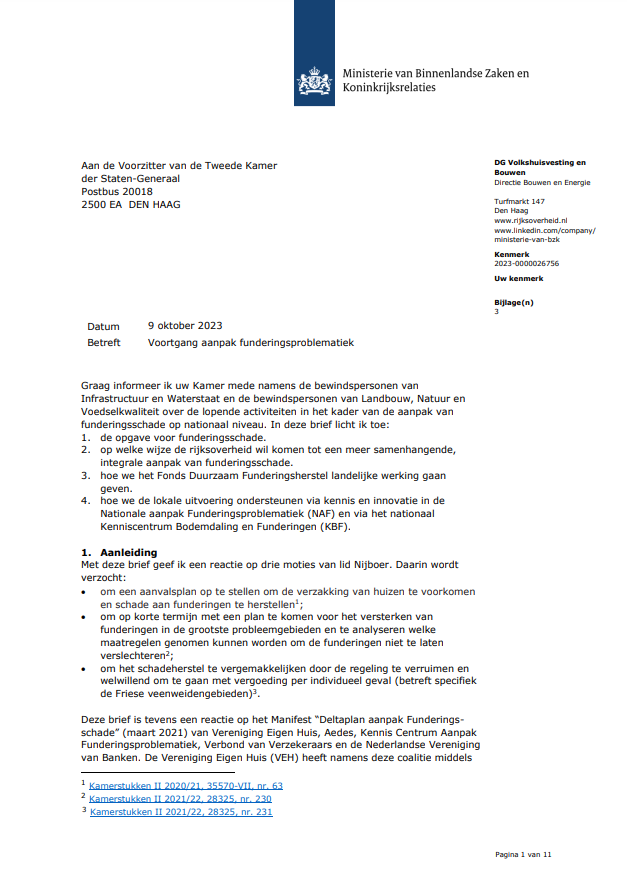 Ministerie van Binnenlandse Zaken en
Koninkrijksrelaties
Aan de Voorzitter van de Tweede Kamer
der Staten-Generaal
Postbus 20018
2500 EA DEN HAAG
DG Volkshuisvesting en
Bouwen
Directie Bouwen en Energie
Turfmarkt 147
Den Haag
www.rijksoverheid.nl
www.linkedin.com/company/
ministerie-van-bzk
Kenmerk
2023-0000026756
Uw kenmerk
Bijlage(n)
3
Datum 9 oktober 2023
Betreft Voortgang aanpak funderingsproblematiek
Graag informeer ik uw Kamer mede namens de bewindspersonen van
Infrastructuur en Waterstaat en de bewindspersonen van Landbouw, Natuur en
Voedselkwaliteit over de lopende activiteiten in het kader van de aanpak van
funderingsschade op nationaal niveau. In deze brief licht ik toe:
1. de opgave voor funderingsschade.
2. op welke wijze de rijksoverheid wil komen tot een meer samenhangende,
integrale aanpak van funderingsschade.
3. hoe we het Fonds Duurzaam Funderingsherstel landelijke werking gaan
geven.
4. hoe we de lokale uitvoering ondersteunen via kennis en innovatie in de
Nationale aanpak Funderingsproblematiek (NAF) en via het nationaal
Kenniscentrum Bodemdaling en Funderingen (KBF).
1. Aanleiding
Met deze brief geef ik een reactie op drie moties van lid Nijboer. Daarin wordt
verzocht:
• om een aanvalsplan op te stellen om de verzakking van huizen te voorkomen
en schade aan funderingen te herstellen1;
• om op korte termijn met een plan te komen voor het versterken van
funderingen in de grootste probleemgebieden en te analyseren welke
maatregelen genomen kunnen worden om de funderingen niet te laten
verslechteren2;
• om het schadeherstel te vergemakkelijken door de regeling te verruimen en
welwillend om te gaan met vergoeding per individueel geval (betreft specifiek
de Friese veenweidengebieden)3.
Deze brief is tevens een reactie op het Manifest “Deltaplan aanpak Funderings-
schade” (maart 2021) van Vereniging Eigen Huis, Aedes, Kennis Centrum Aanpak
Funderingsproblematiek, Verbond van Verzekeraars en de Nederlandse Vereniging
van Banken. De Vereniging Eigen Huis (VEH) heeft namens deze coalitie middels
1 Kamerstukken II 2020/21, 35570-VII, nr. 63
2 Kamerstukken II 2021/22, 28325, nr. 230
3 Kamerstukken II 2021/22, 28325, nr. 231
Pagina 1 van 11